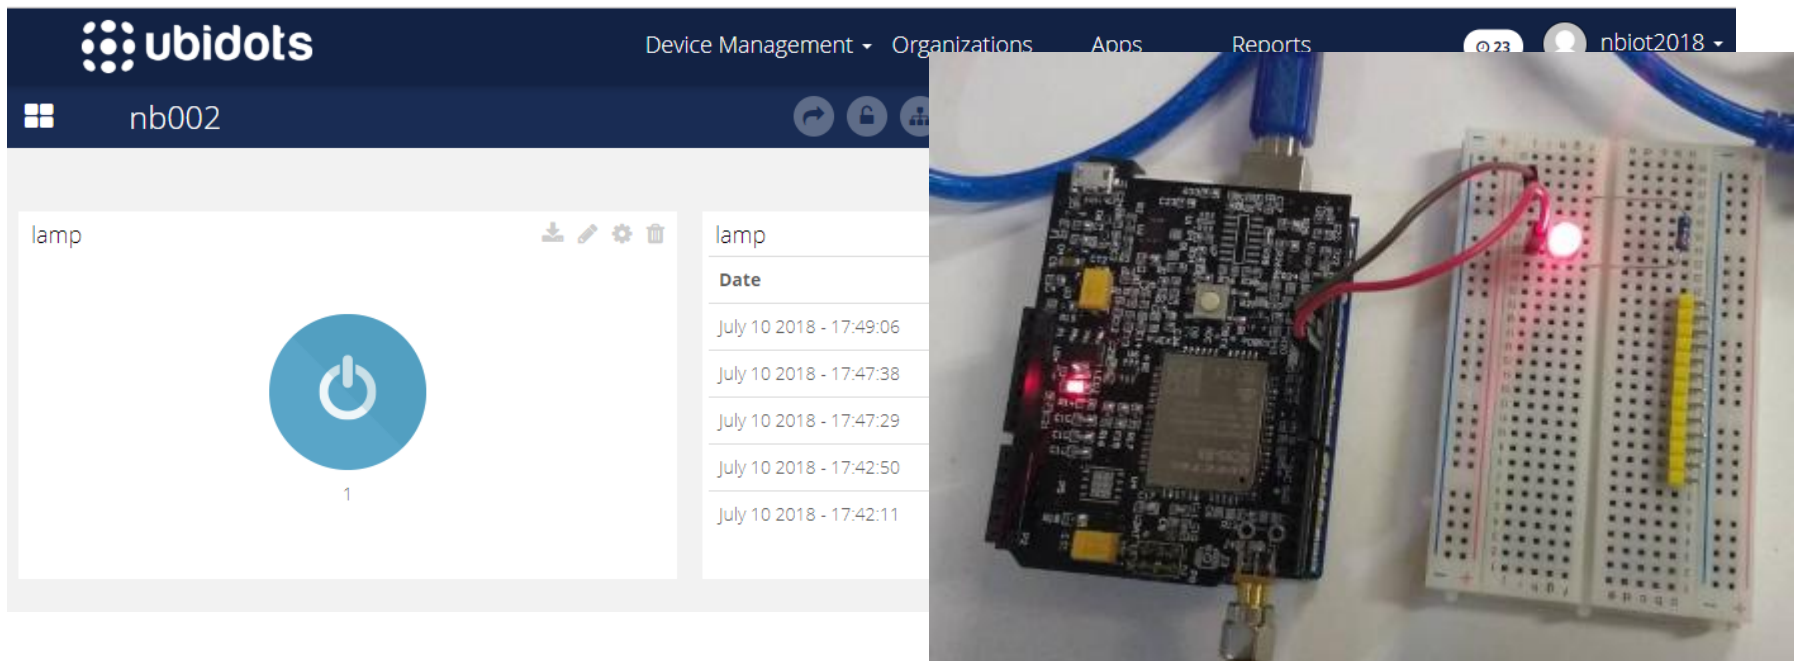 ubidots
Device Management Organizations Apps Reports 23 nbiot2018
nb002
lamp
1
lamp
Date
July 10 2018 - 17:49:06
July 10 2018 - 17:47:38
July 10 2018 - 17:47:29
July 10 2018 - 17:42:50
July 10 2018 - 17:42:11